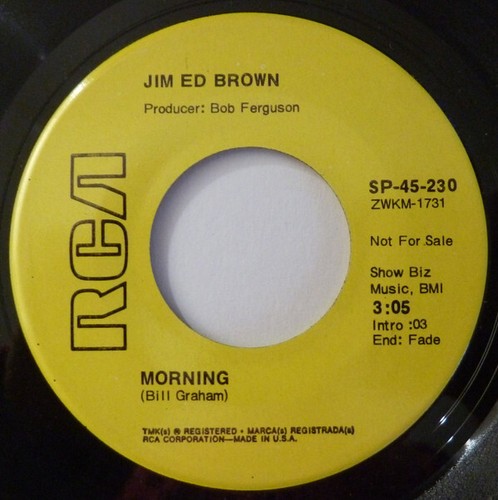 JIM ED BROWN
Producer: Bob Ferguson
RCA
SP-45-230
ZWKM-1731
Not For Sale
Show Biz
Music, BMI
3:05
Intro :03
End: Fade
MORNING
(Bill Graham)
TMK(s) ® REGISTERED • MARCA(s) REGISTRADA(s)
RCA CORPORATION—MADE IN U.S.A.